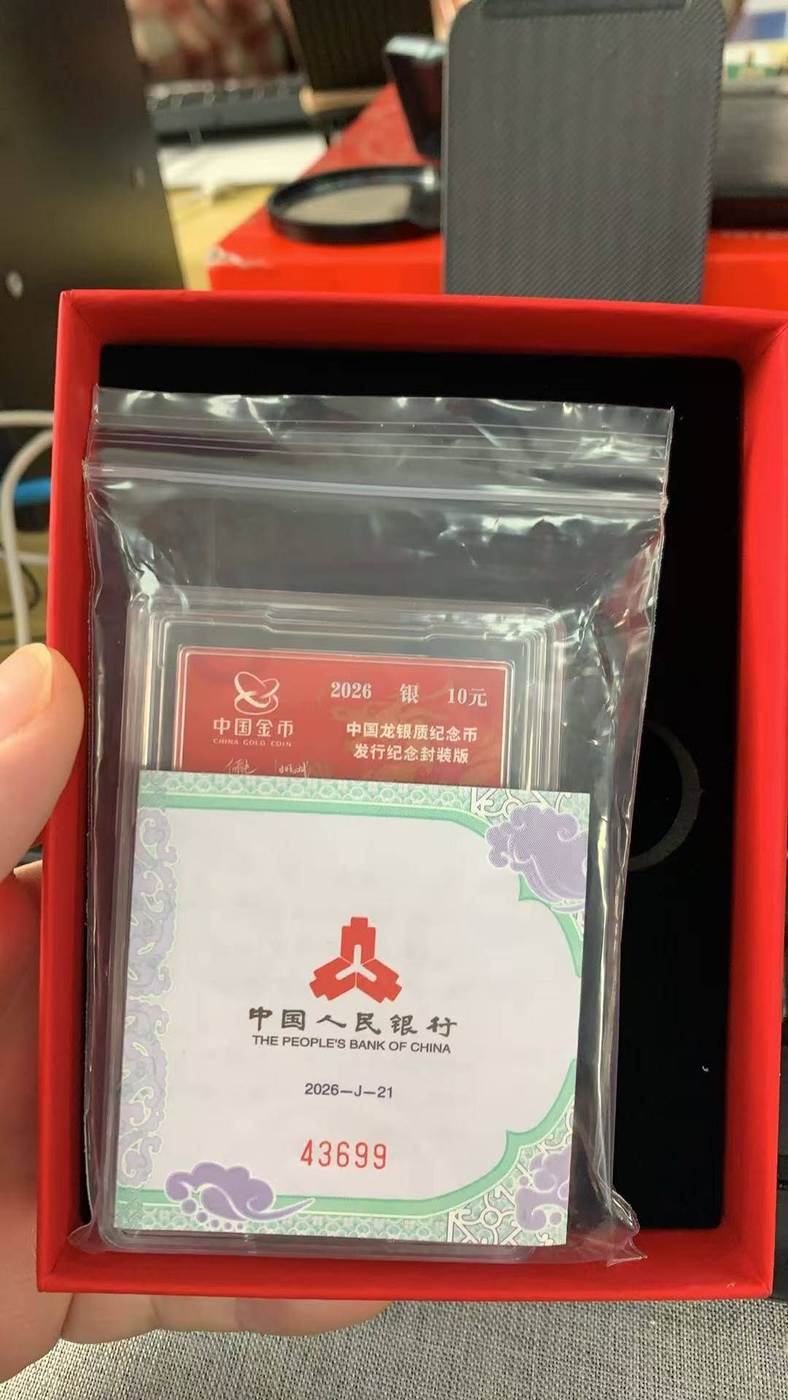 中国金币
CHINA GOLD COIN
2026 银 10元
中国龙银质纪念币
发行纪念封装版
中国人民银行
THE PEOPLE'S BANK OF CHINA
2026—J—21
43699